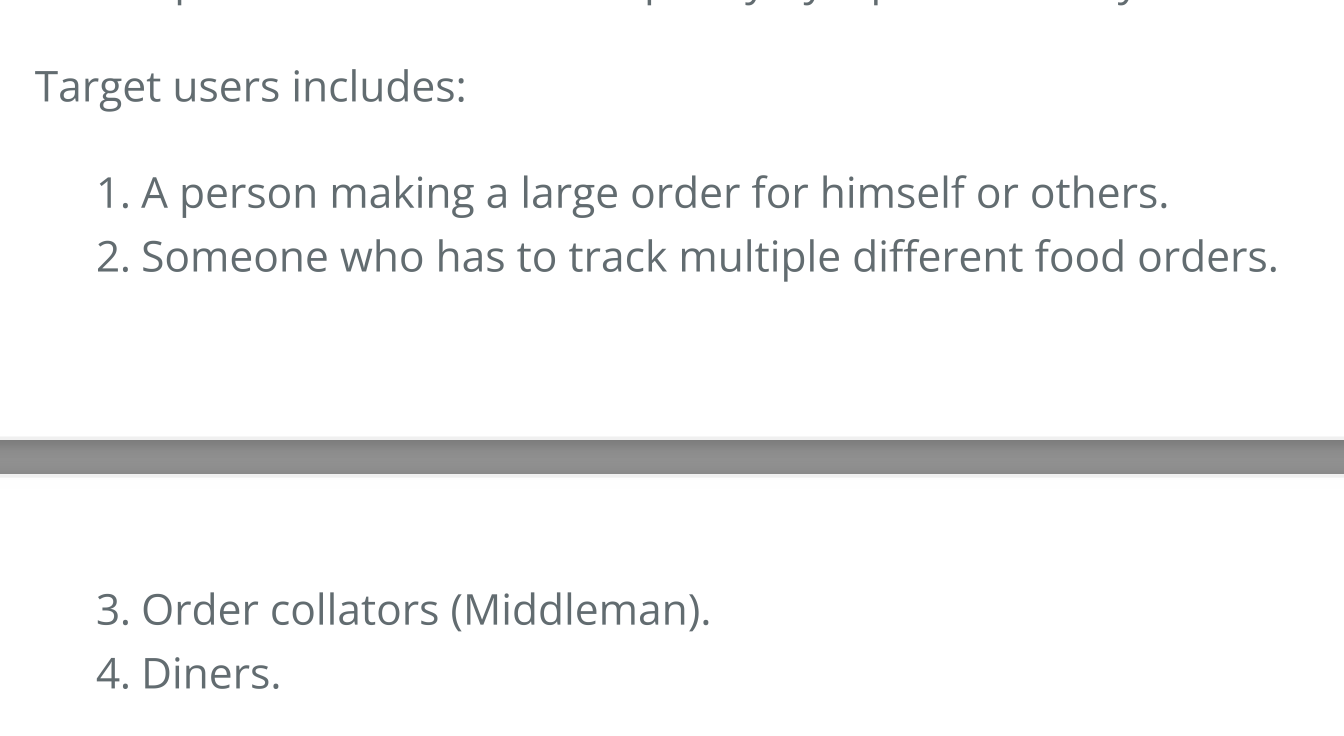 Target users includes:
1. A person making a large order for himself or others.
2. Someone who has to track multiple different food orders.
3. Order collators (Middleman).
4. Diners.